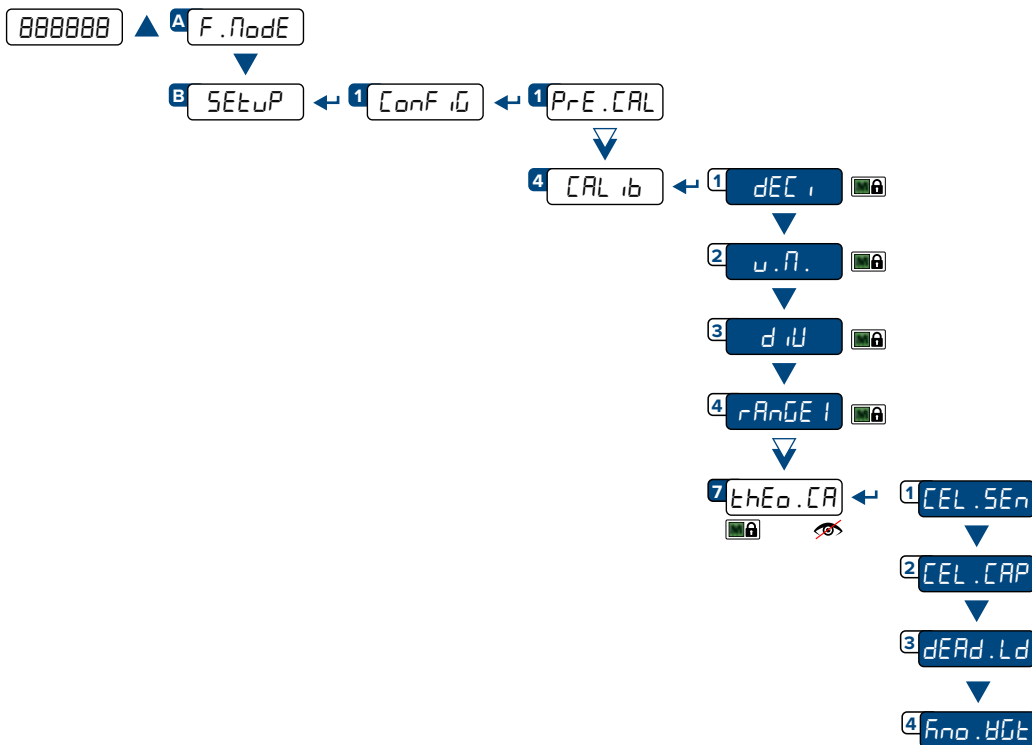 888888 A F.ModE
B SEtuP 1 ConFiG 1 PrE.CAL
4 CALib 1 dECi M
2 u.M. M
3 diV M
4 rAnGE1 M
7 thEo.CA 1 CEL.SEn
M
2 CEL.CAP
3 dEAd.Ld
4 Kno.WGt